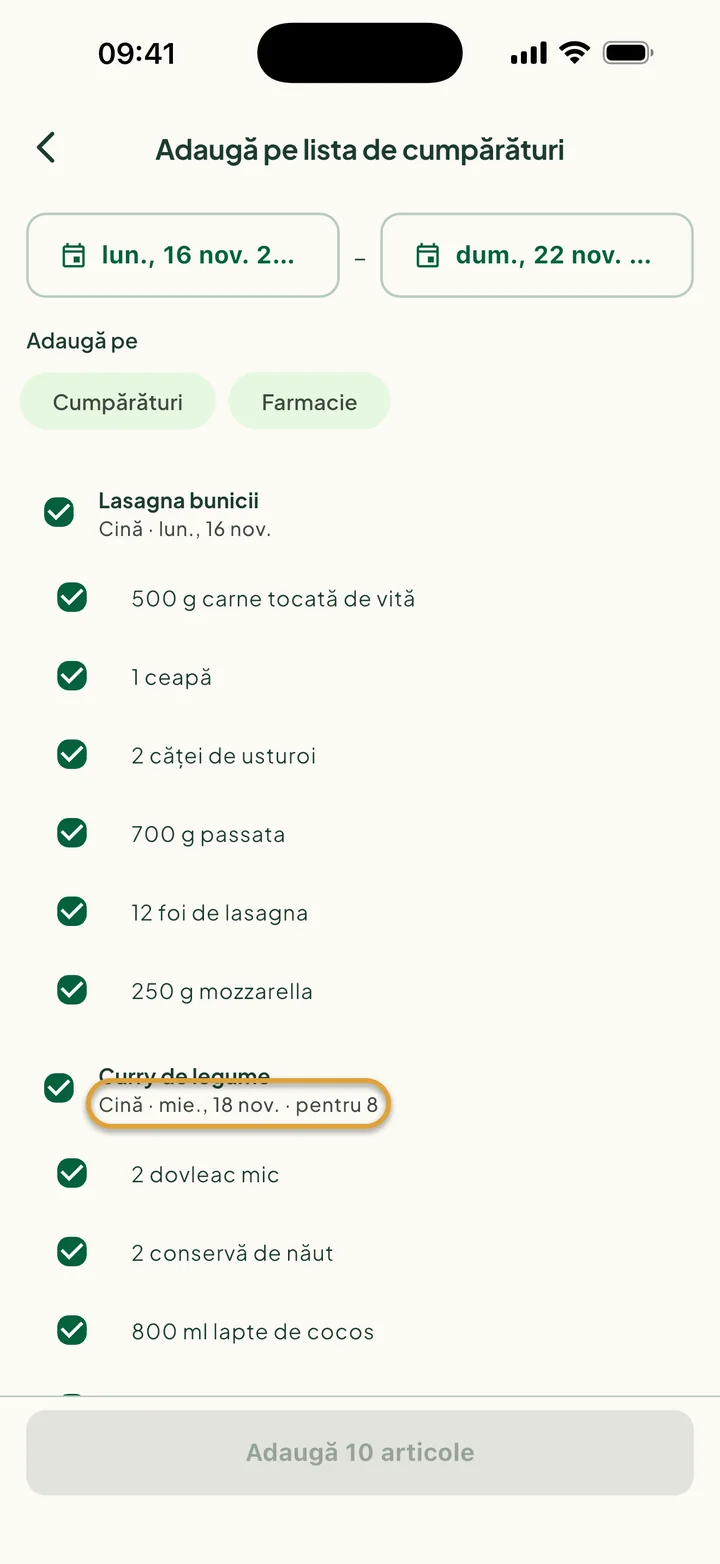 09:41
Adaugă pe lista de cumpărături
lun., 16 nov. 2... – dum., 22 nov. ...
Adaugă pe
Cumpărături Farmacie
Lasagna bunicii
Cină · lun., 16 nov.
500 g carne tocată de vită
1 ceapă
2 căței de usturoi
700 g passata
12 foi de lasagna
250 g mozzarella
Curry de legume
Cină · mie., 18 nov. · pentru 8
2 dovleac mic
2 conservă de năut
800 ml lapte de cocos
Adaugă 10 articole